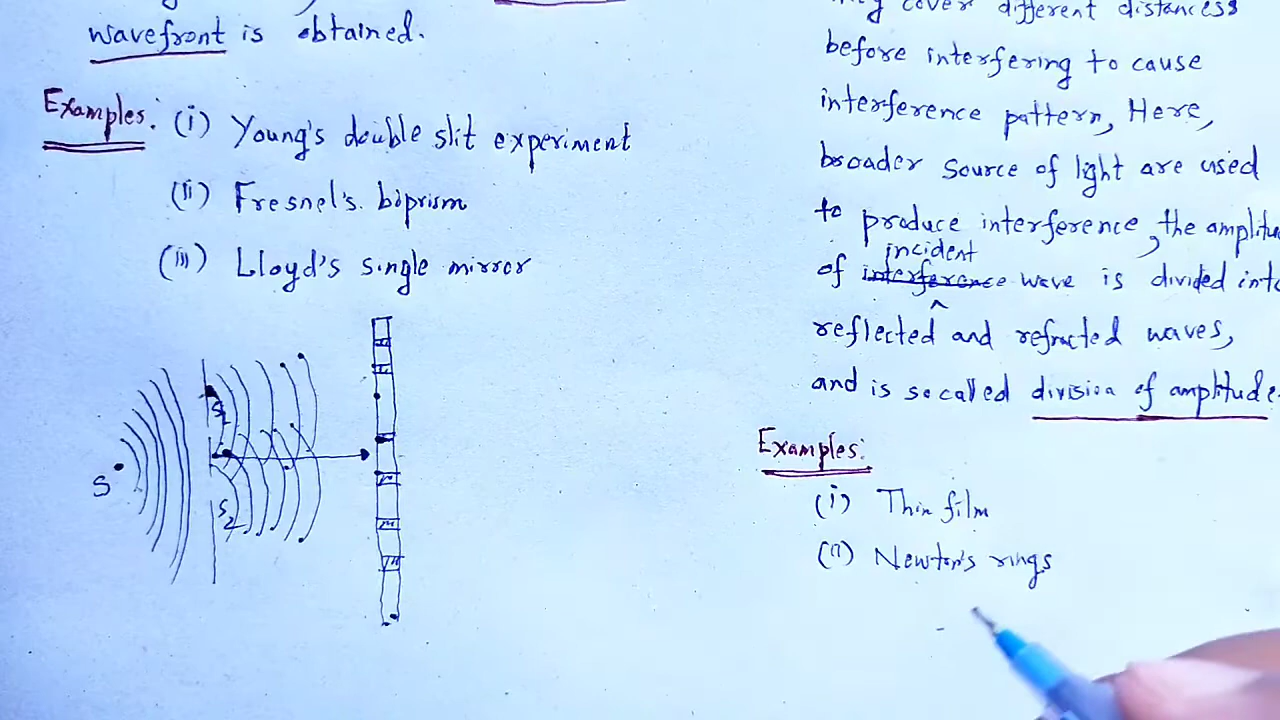 wavefront is obtained.
Examples: (i) Young's double slit experiment
(ii) Fresnel's biprism
(iii) Lloyd's single mirror
S
S1
S2
cover different distancess
before interfering to cause
interference pattern, Here,
broader source of light are used
to produce interference, the amplitu
incident
of interference wave is divided into
reflected and refracted waves,
and is so called division of amplitude.
Examples:
(i) Thin film
(ii) Newton's rings